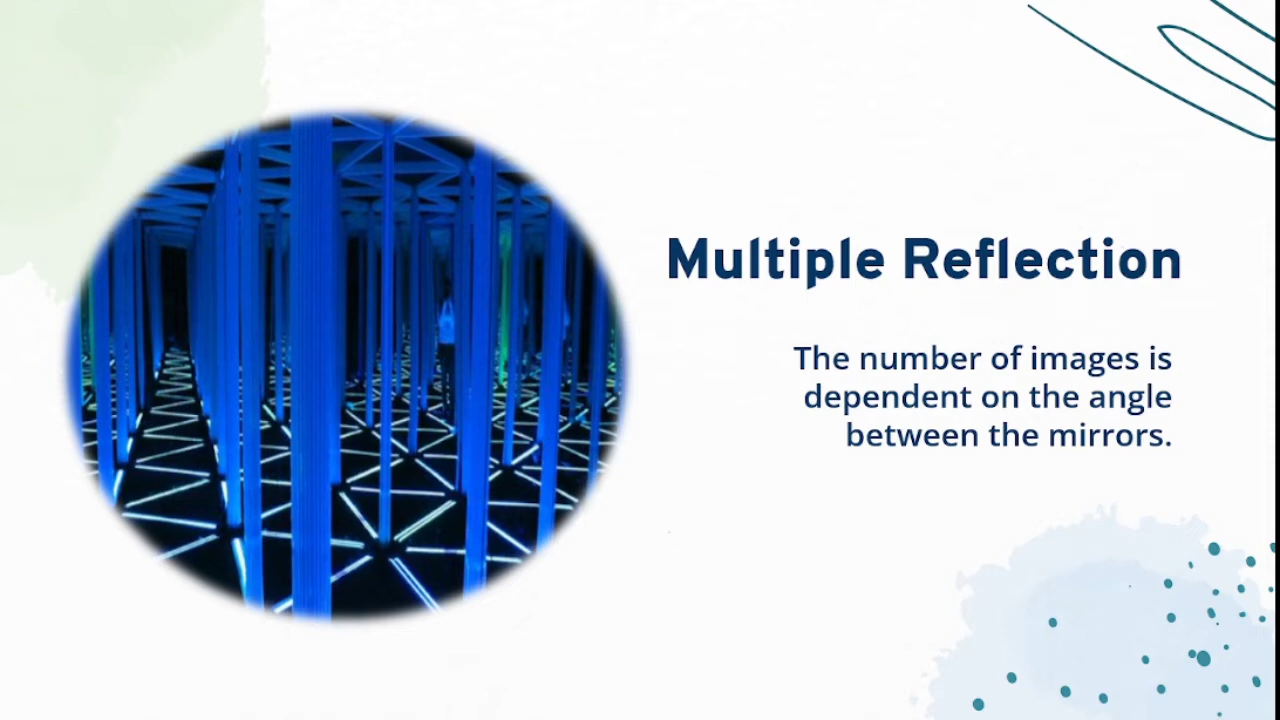 Multiple Reflection
The number of images is
dependent on the angle
between the mirrors.